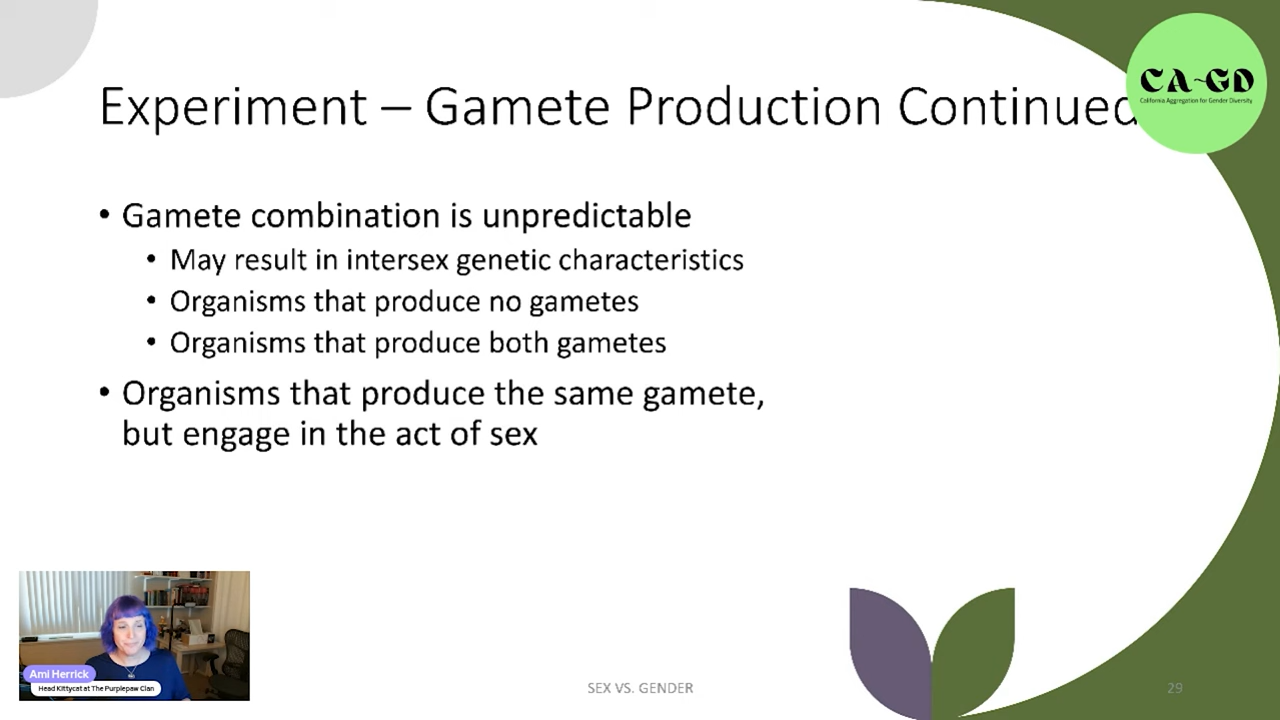 CA~GD
California Aggregation for Gender Diversity
Experiment – Gamete Production Continued
• Gamete combination is unpredictable
• May result in intersex genetic characteristics
• Organisms that produce no gametes
• Organisms that produce both gametes
• Organisms that produce the same gamete,
but engage in the act of sex
Ami Herrick
Head Kittycat at The Purplepaw Clan
SEX VS. GENDER
29